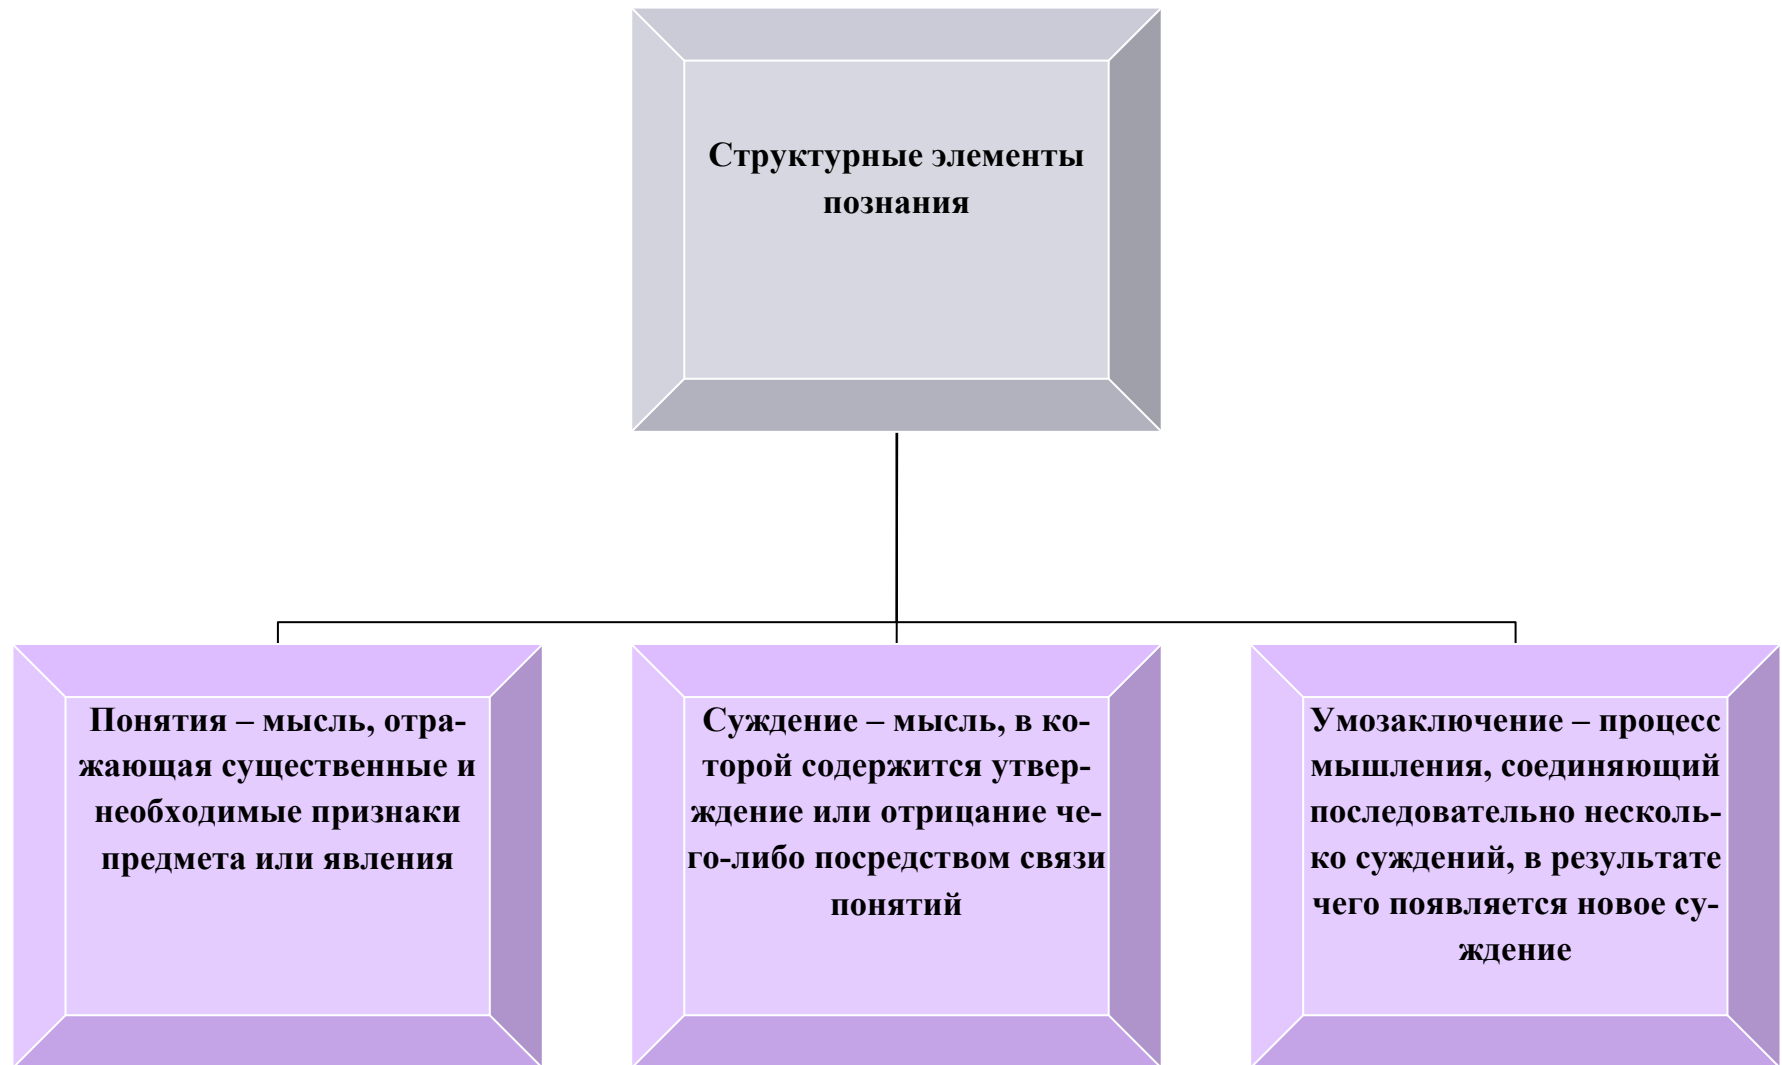 Структурные элементы
познания
Понятия – мысль, отра-
жающая существенные и
необходимые признаки
предмета или явления
Суждение – мысль, в ко-
торой содержится утвер-
ждение или отрицание че-
го-либо посредством связи
понятий
Умозаключение – процесс
мышления, соединяющий
последовательно несколь-
ко суждений, в результате
чего появляется новое су-
ждение